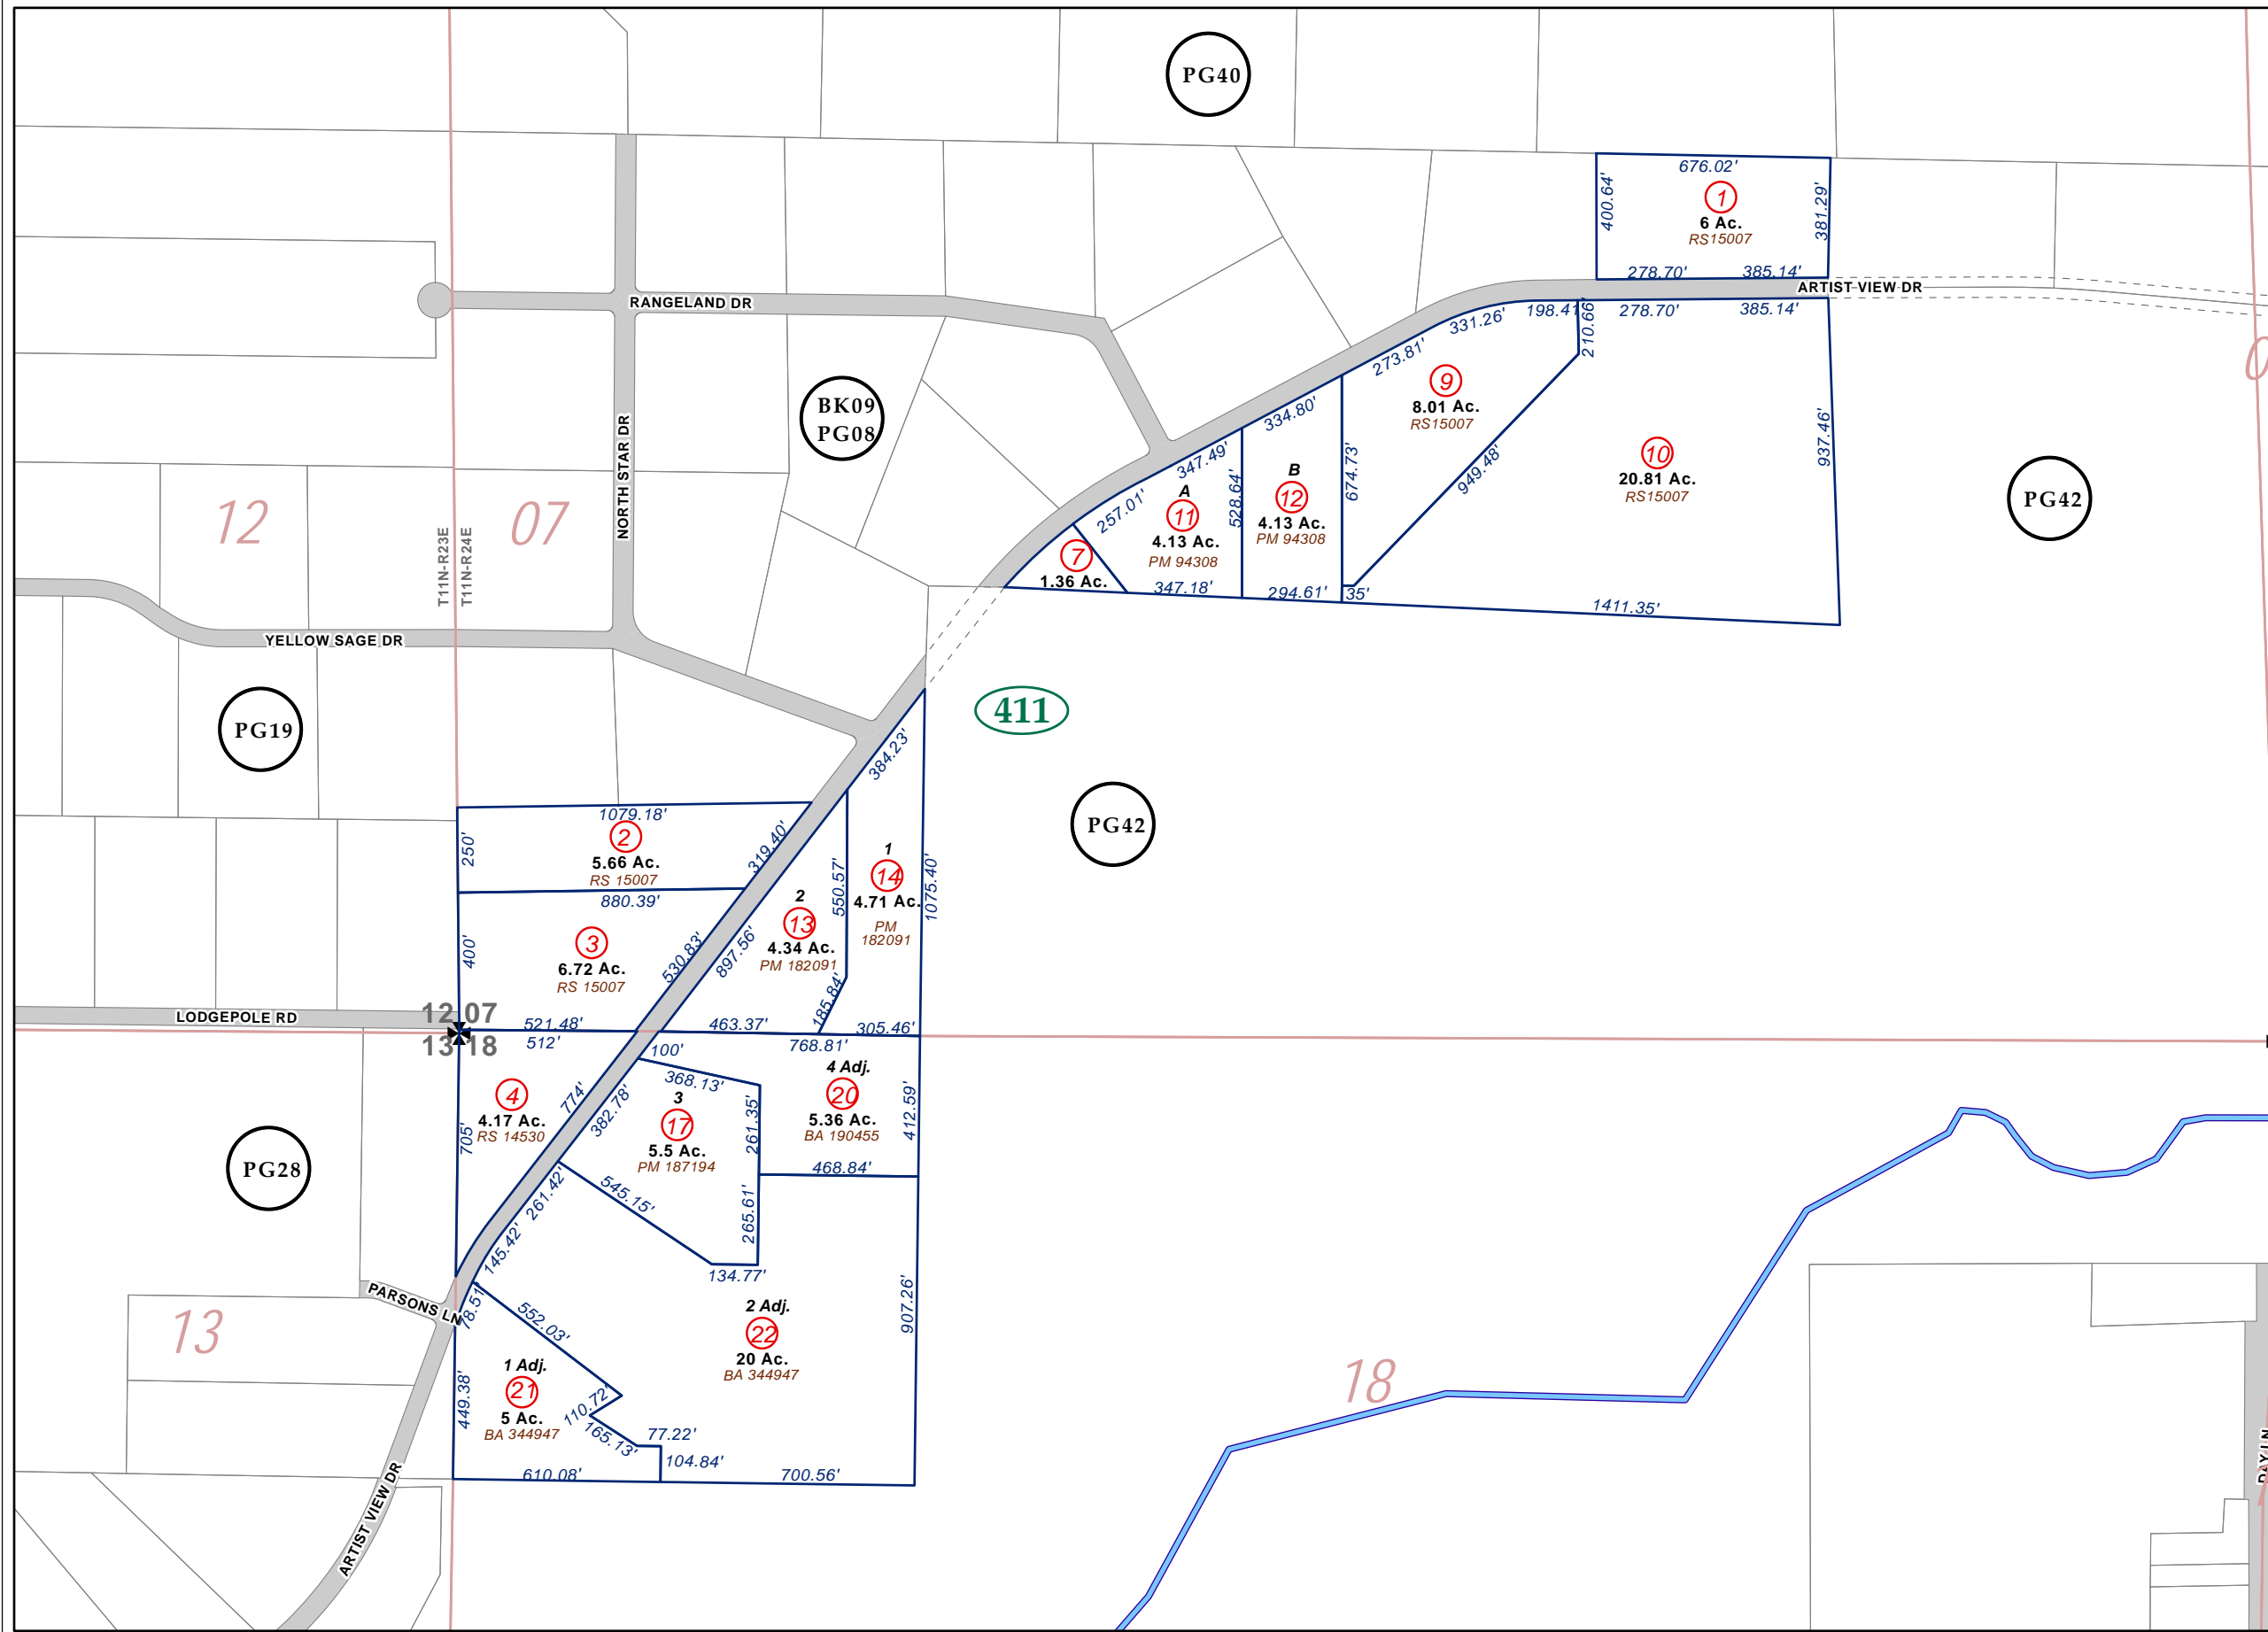 PG40
676.02'
400.64'
1
6 Ac.
RS15007
381.29'
278.70'
385.14'
ARTIST VIEW DR
RANGELAND DR
331.26'
198.41'
210.66'
278.70'
385.14'
273.81'
9
8.01 Ac.
RS15007
949.48'
10
20.81 Ac.
RS15007
937.46'
1411.35'
PG42
BK09
PG08
NORTH STAR DR
334.80'
B
12
4.13 Ac.
PM 94308
674.73'
294.61'
35'
347.49'
257.01'
A
11
4.13 Ac.
PM 94308
528.64'
347.18'
7
1.36 Ac.
12
07
T11N-R23E
T11N-R24E
YELLOW SAGE DR
PG19
411
PG42
384.23'
1079.18'
250'
2
5.66 Ac.
RS 15007
319.40'
880.39'
400'
3
6.72 Ac.
RS 15007
530.83'
897.56'
2
13
4.34 Ac.
PM 182091
550.57'
185.84'
1
14
4.71 Ac.
PM
182091
1075.40'
LODGEPOLE RD
12
07
13
18
521.48'
463.37'
305.46'
512'
100'
768.81'
4
4.17 Ac.
RS 14530
705'
774'
382.78'
368.13'
3
17
5.5 Ac.
PM 187194
261.35'
4 Adj.
20
5.36 Ac.
BA 190455
412.59'
468.84'
PG28
261.42'
545.15'
265.61'
134.77'
145.42'
PARSONS LN
78.51'
552.03'
2 Adj.
22
20 Ac.
BA 344947
907.26'
13
449.38'
1 Adj.
21
5 Ac.
BA 344947
110.72'
165.13'
77.22'
104.84'
610.08'
700.56'
ARTIST VIEW DR
18